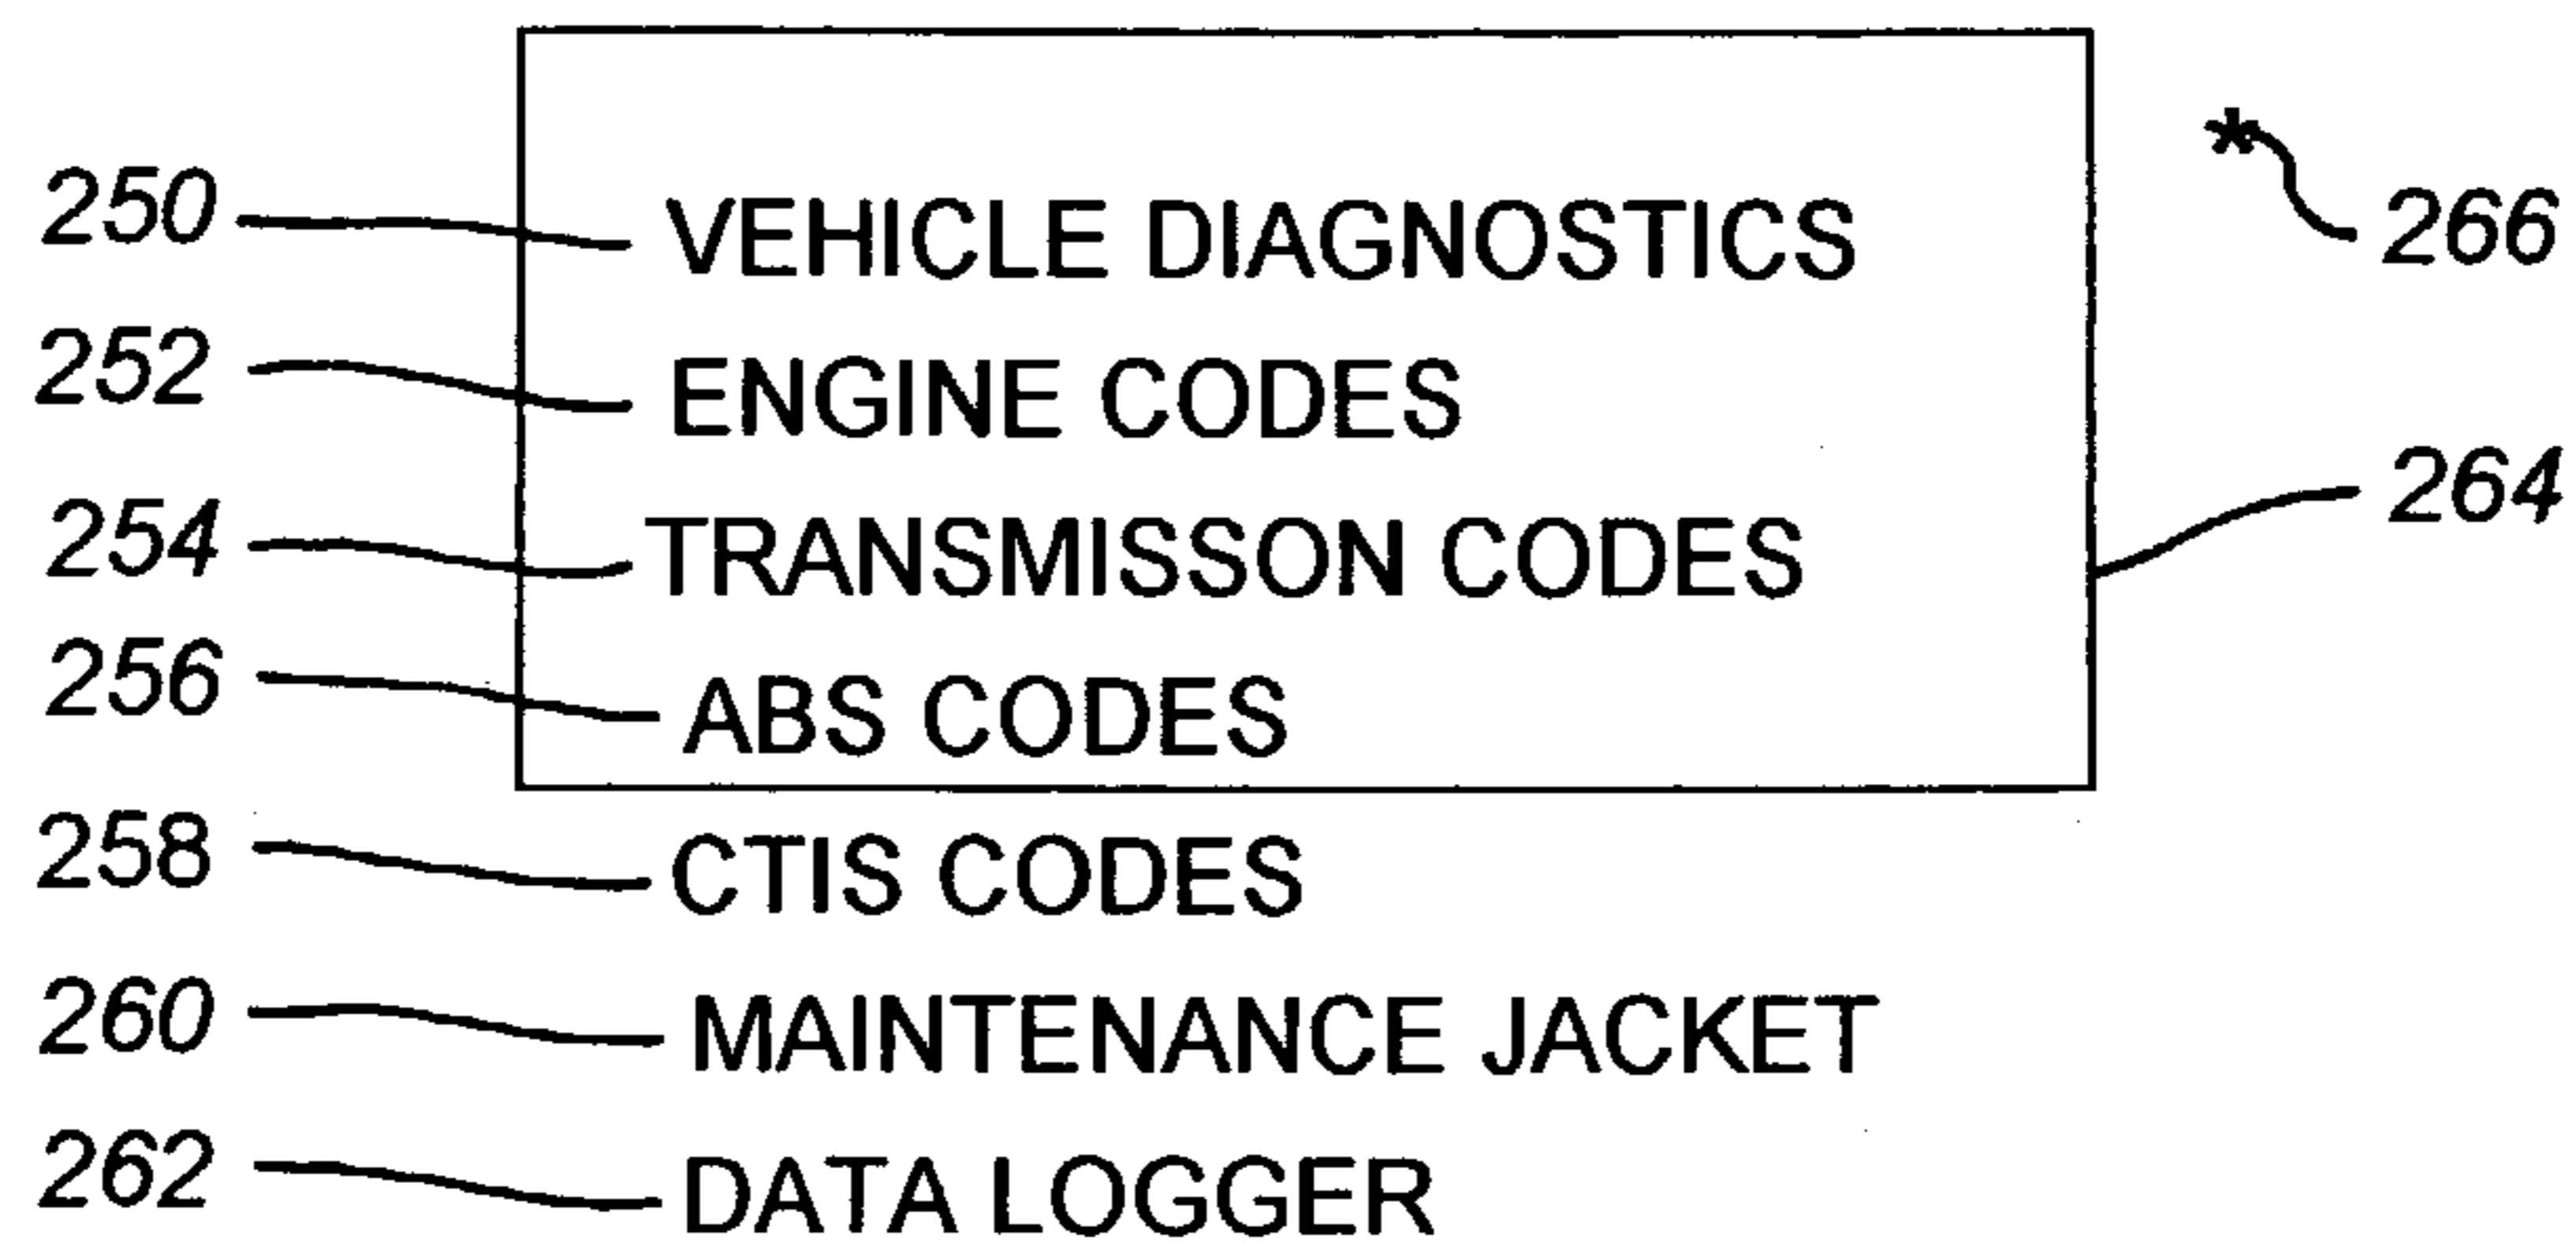 *
250 VEHICLE DIAGNOSTICS 266
252 ENGINE CODES
254 TRANSMISSON CODES 264
256 ABS CODES
258 CTIS CODES
260 MAINTENANCE JACKET
262 DATA LOGGER